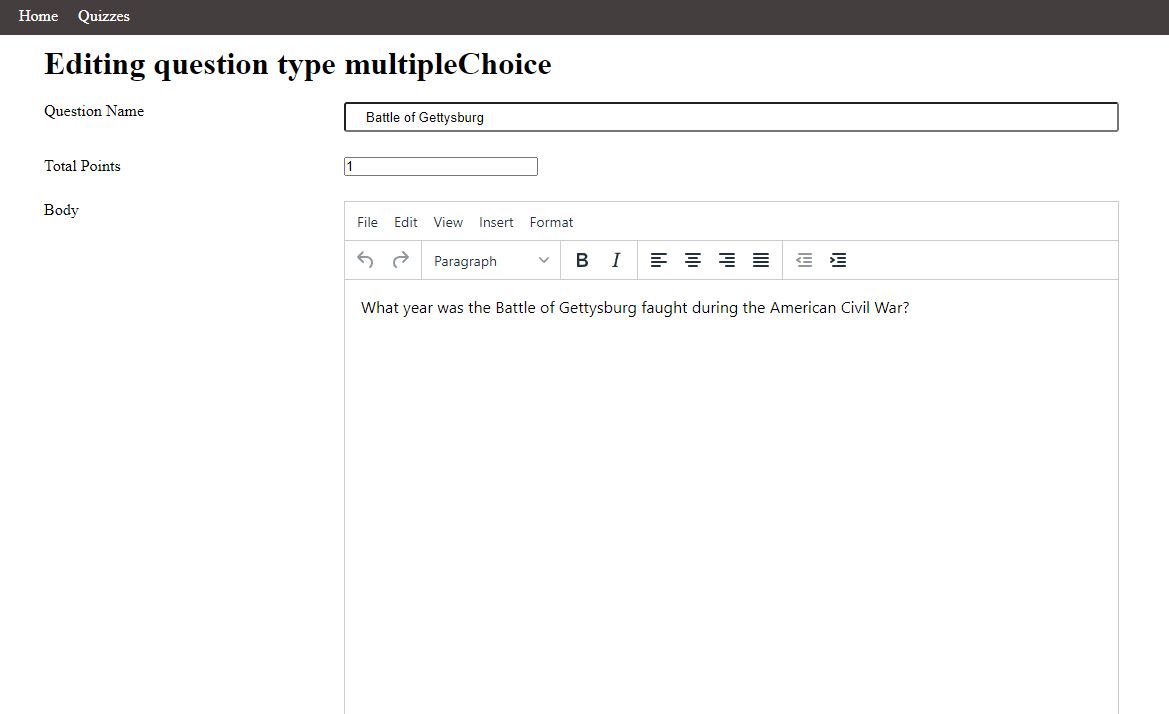 Home Quizzes
Editing question type multipleChoice
Question Name
Battle of Gettysburg
Total Points
1
Body
File Edit View Insert Format
Paragraph B I
What year was the Battle of Gettysburg faught during the American Civil War?